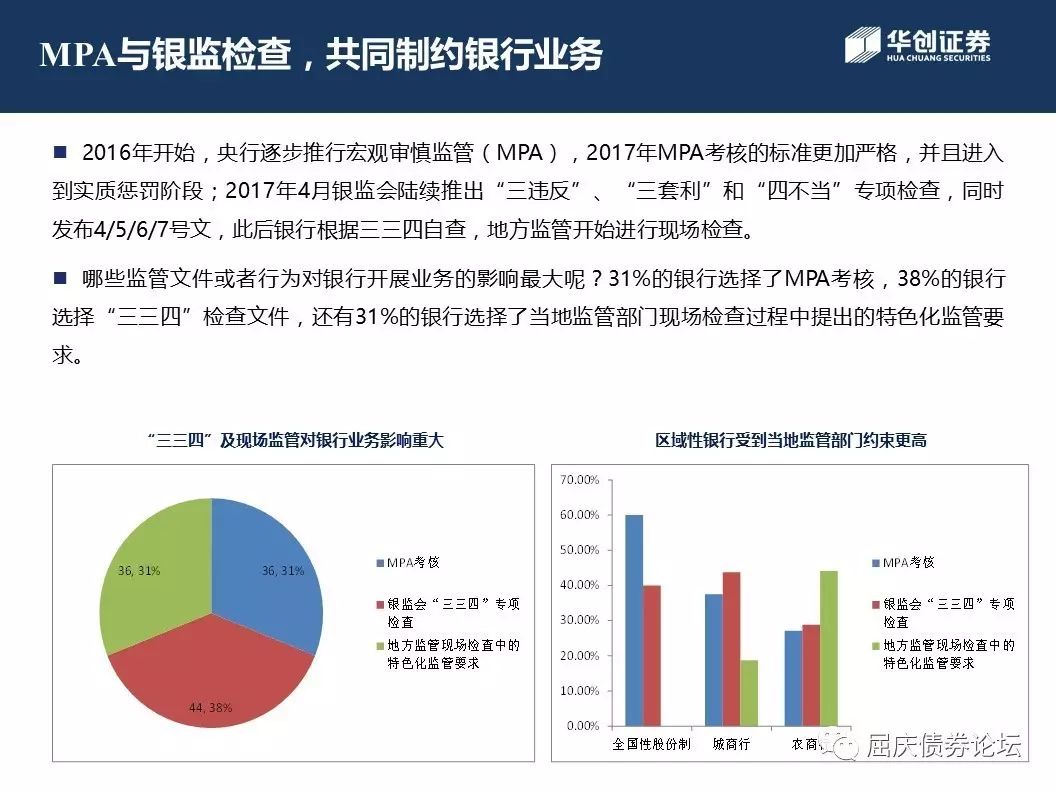 MPA与银监检查，共同制约银行业务
华创证券
HUA CHUANG SECURITIES
2016年开始，央行逐步推行宏观审慎监管（MPA），2017年MPA考核的标准更加严格，并且进入
到实质惩罚阶段；2017年4月银监会陆续推出“三违反”、“三套利”和“四不当”专项检查，同时
发布4/5/6/7号文，此后银行根据三三四自查，地方监管开始进行现场检查。
哪些监管文件或者行为对银行开展业务的影响最大呢？31%的银行选择了MPA考核，38%的银行
选择“三三四”检查文件，还有31%的银行选择了当地监管部门现场检查过程中提出的特色化监管要
求。
“三三四”及现场监管对银行业务影响重大
36, 31%
36, 31%
44, 38%
MPA考核
银监会“三三四”专项
检查
地方监管现场检查中的
特色化监管要求
区域性银行受到当地监管部门约束更高
70.00%
60.00%
50.00%
40.00%
30.00%
20.00%
10.00%
0.00%
全国性股份制
城商行
农商
MPA考核
银监会“三三四”专项
检查
地方监管现场检查中的
特色化监管要求
屈庆债券论坛